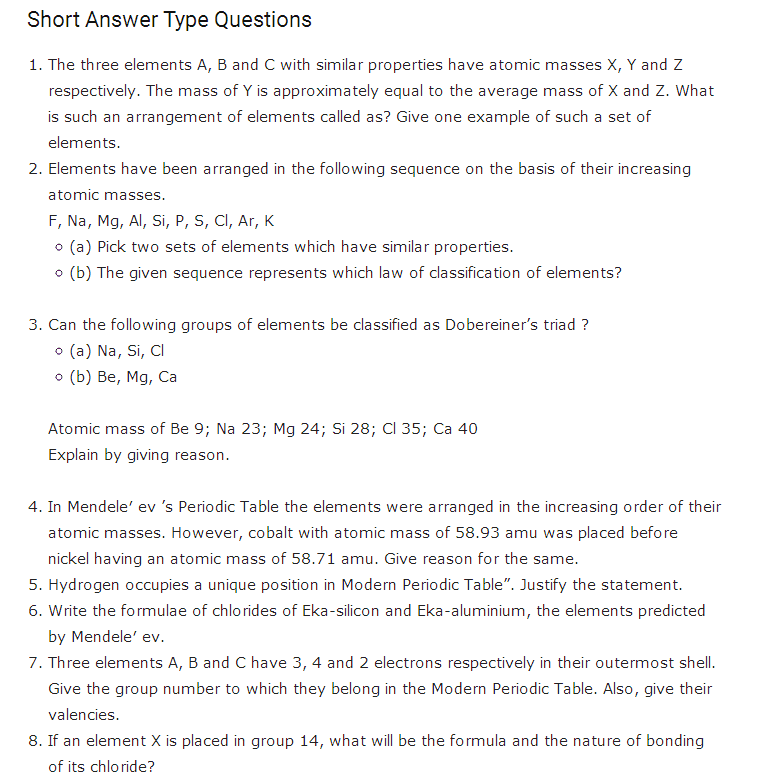 Short Answer Type Questions
1. The three elements A, B and C with similar properties have atomic masses X, Y and Z
respectively. The mass of Y is approximately equal to the average mass of X and Z. What
is such an arrangement of elements called as? Give one example of such a set of
elements.
2. Elements have been arranged in the following sequence on the basis of their increasing
atomic masses.
F, Na, Mg, Al, Si, P, S, Cl, Ar, K
◦ (a) Pick two sets of elements which have similar properties.
◦ (b) The given sequence represents which law of classification of elements?
3. Can the following groups of elements be classified as Dobereiner’s triad ?
◦ (a) Na, Si, Cl
◦ (b) Be, Mg, Ca
Atomic mass of Be 9; Na 23; Mg 24; Si 28; Cl 35; Ca 40
Explain by giving reason.
4. In Mendele’ ev ’s Periodic Table the elements were arranged in the increasing order of their
atomic masses. However, cobalt with atomic mass of 58.93 amu was placed before
nickel having an atomic mass of 58.71 amu. Give reason for the same.
5. Hydrogen occupies a unique position in Modern Periodic Table”. Justify the statement.
6. Write the formulae of chlorides of Eka-silicon and Eka-aluminium, the elements predicted
by Mendele’ ev.
7. Three elements A, B and C have 3, 4 and 2 electrons respectively in their outermost shell.
Give the group number to which they belong in the Modern Periodic Table. Also, give their
valencies.
8. If an element X is placed in group 14, what will be the formula and the nature of bonding
of its chloride?